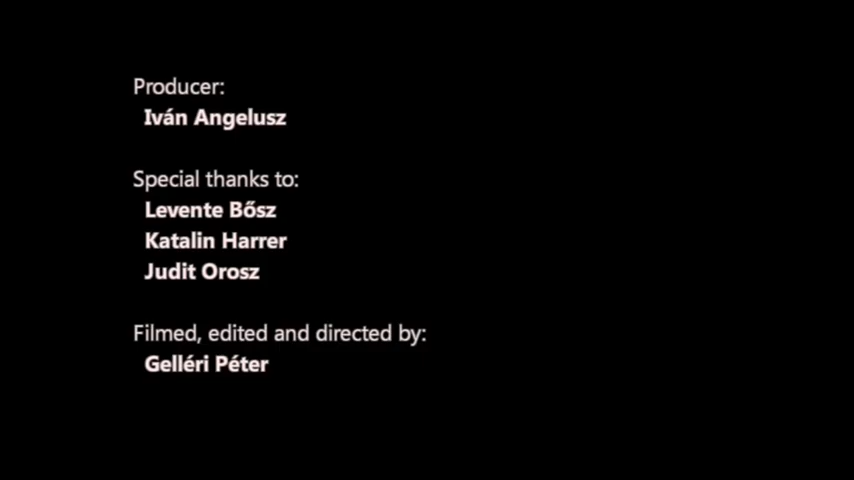 Producer:
Iván Angelusz
Special thanks to:
Levente Bősz
Katalin Harrer
Judit Orosz
Filmed, edited and directed by:
Gelléri Péter